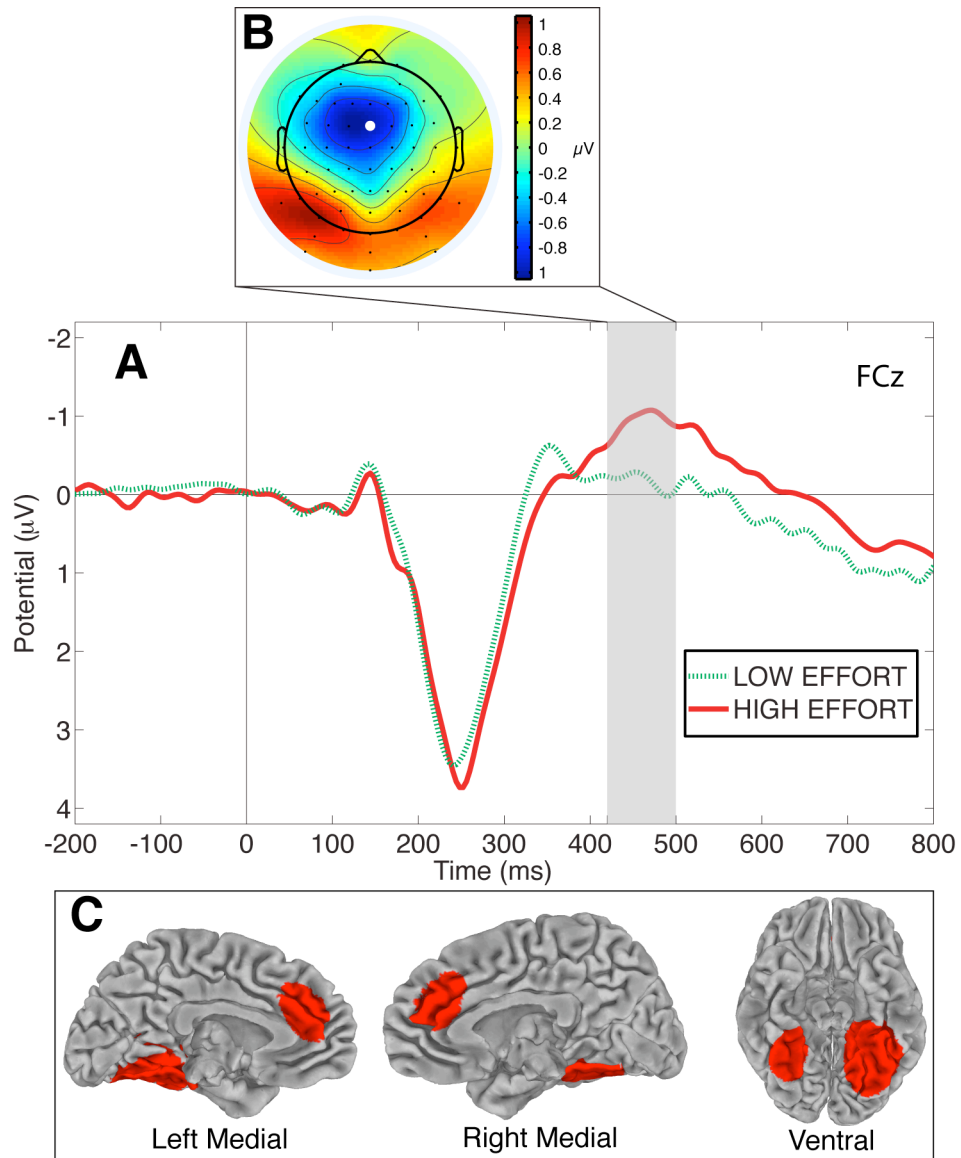 B
1
0.8
0.6
0.4
0.2
0
-0.2
-0.4
-0.6
-0.8
1
µV
A
FCz
-2
-1
0
1
2
3
4
Potential (µV)
LOW EFFORT
HIGH EFFORT
-200 -100 0 100 200 300 400 500 600 700 800
Time (ms)
C
Left Medial Right Medial Ventral